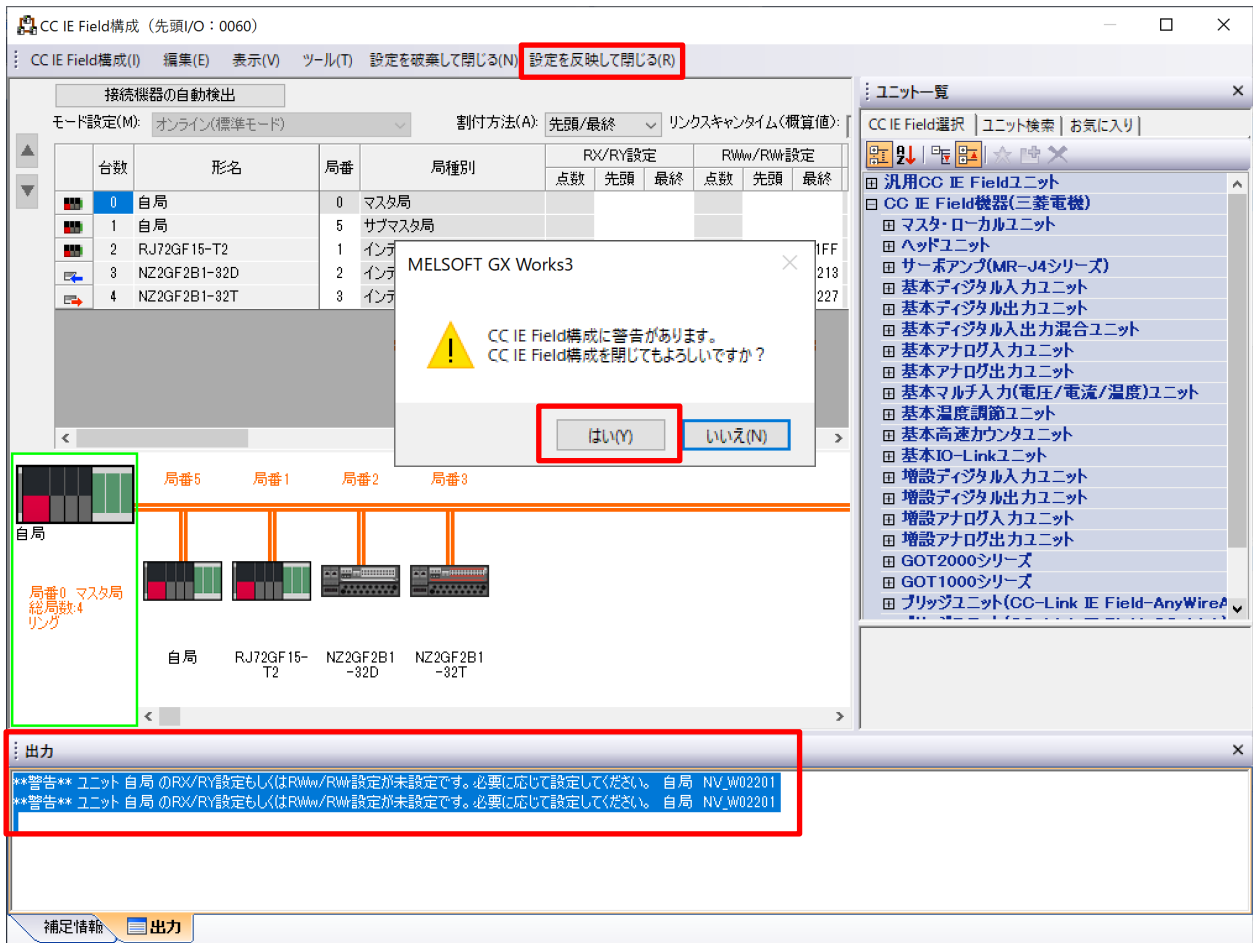 CC IE Field構成（先頭I/O：0060）
CC IE Field構成(I) 編集(E) 表示(V) ツール(T) 設定を破棄して閉じる(N) 設定を反映して閉じる(R)
接続機器の自動検出
モード設定(M): オンライン(標準モード) 割付方法(A): 先頭/最終 リンクスキャンタイム(概算値):
台数 形名 局番 局種別 RX/RY設定 RWw/RWr設定
点数 先頭 最終 点数 先頭 最終
0 自局 0 マスタ局
1 自局 5 サブマスタ局
2 RJ72GF15-T2 1 インテ 1FF
3 NZ2GF2B1-32D 2 インテ 213
4 NZ2GF2B1-32T 3 インテ 227
MELSOFT GX Works3
CC IE Field構成に警告があります。
CC IE Field構成を閉じてもよろしいですか？
はい(Y) いいえ(N)
局番5 局番1 局番2 局番3
自局
局番0 マスタ局
総局数:4
リング
自局 RJ72GF15-T2 NZ2GF2B1-32D NZ2GF2B1-32T
ユニット一覧
CC IE Field選択 ユニット検索 お気に入り
汎用CC IE Fieldユニット
CC IE Field機器(三菱電機)
マスタ・ローカルユニット
ヘッドユニット
サーボアンプ(MR-J4シリーズ)
基本ディジタル入力ユニット
基本ディジタル出力ユニット
基本ディジタル入出力混合ユニット
基本アナログ入力ユニット
基本アナログ出力ユニット
基本マルチ入力(電圧/電流/温度)ユニット
基本温度調節ユニット
基本高速カウンタユニット
基本IO-Linkユニット
増設ディジタル入力ユニット
増設ディジタル出力ユニット
増設アナログ入力ユニット
増設アナログ出力ユニット
GOT2000シリーズ
GOT1000シリーズ
ブリッジユニット(CC-Link IE Field-AnyWireA
出力
**警告** ユニット 自局 のRX/RY設定もしくはRWw/RWr設定が未設定です。必要に応じて設定してください。 自局 NV_W02201
**警告** ユニット 自局 のRX/RY設定もしくはRWw/RWr設定が未設定です。必要に応じて設定してください。 自局 NV_W02201
補足情報 出力